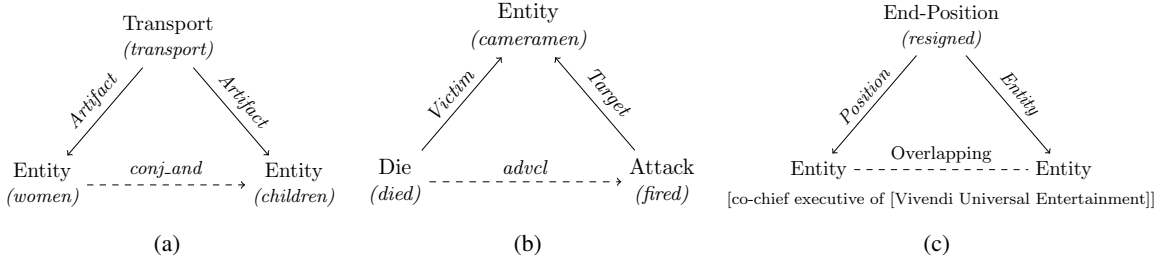 Transport
(transport)
Artifact
Artifact
Entity
(women)
conj_and
Entity
(children)
(a)
Entity
(cameramen)
Victim
Target
Die
(died)
advcl
Attack
(fired)
(b)
End-Position
(resigned)
Position
Entity
Entity
Overlapping
Entity
[co-chief executive of [Vivendi Universal Entertainment]]
(c)